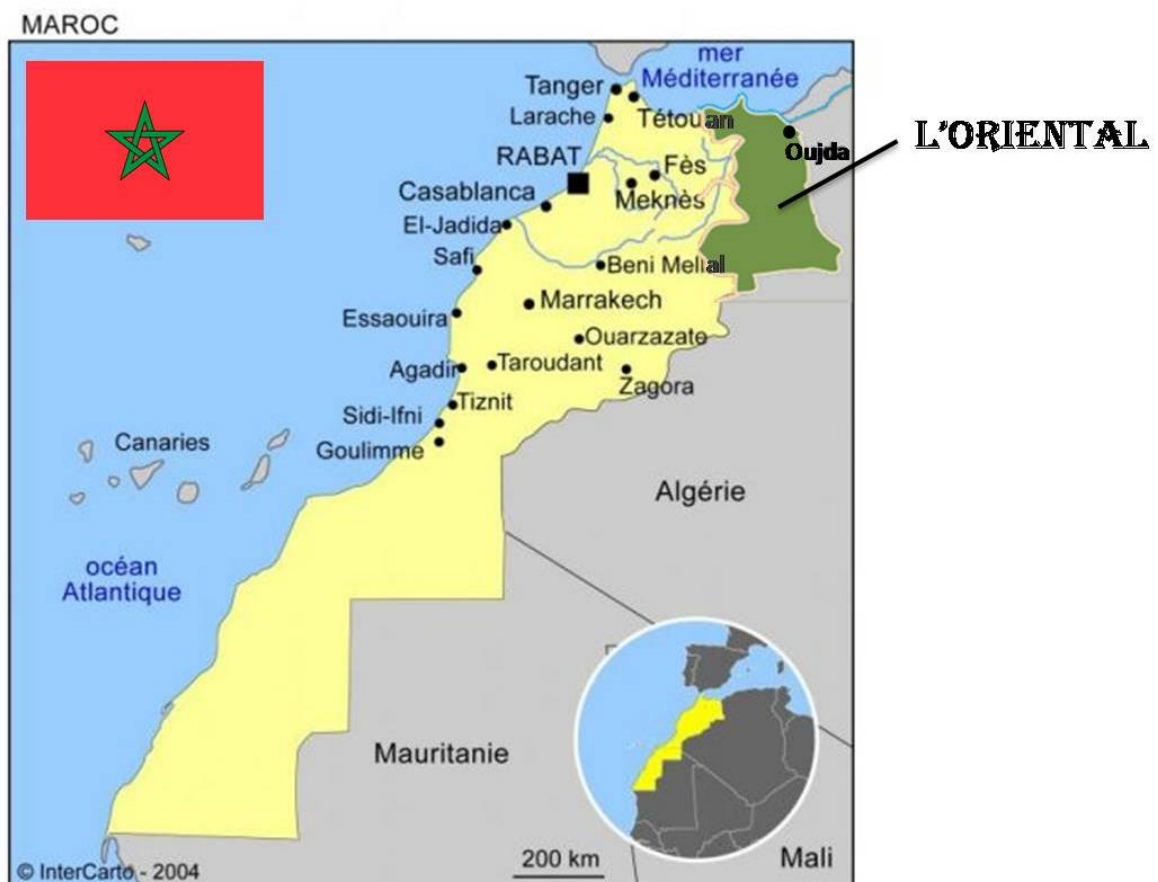 MAROC
mer
Méditerranée
Tanger
Larache
Tétouan
L'ORIENTAL
Oujda
RABAT
Fès
Casablanca
Meknès
El-Jadida
Safi
Beni Mellal
Marrakech
Essaouira
Ouarzazate
Agadir
Taroudant
Zagora
Tiznit
Sidi-Ifni
Canaries
Goulimme
Algérie
océan
Atlantique
Mauritanie
200 km
Mali
© InterCarto - 2004